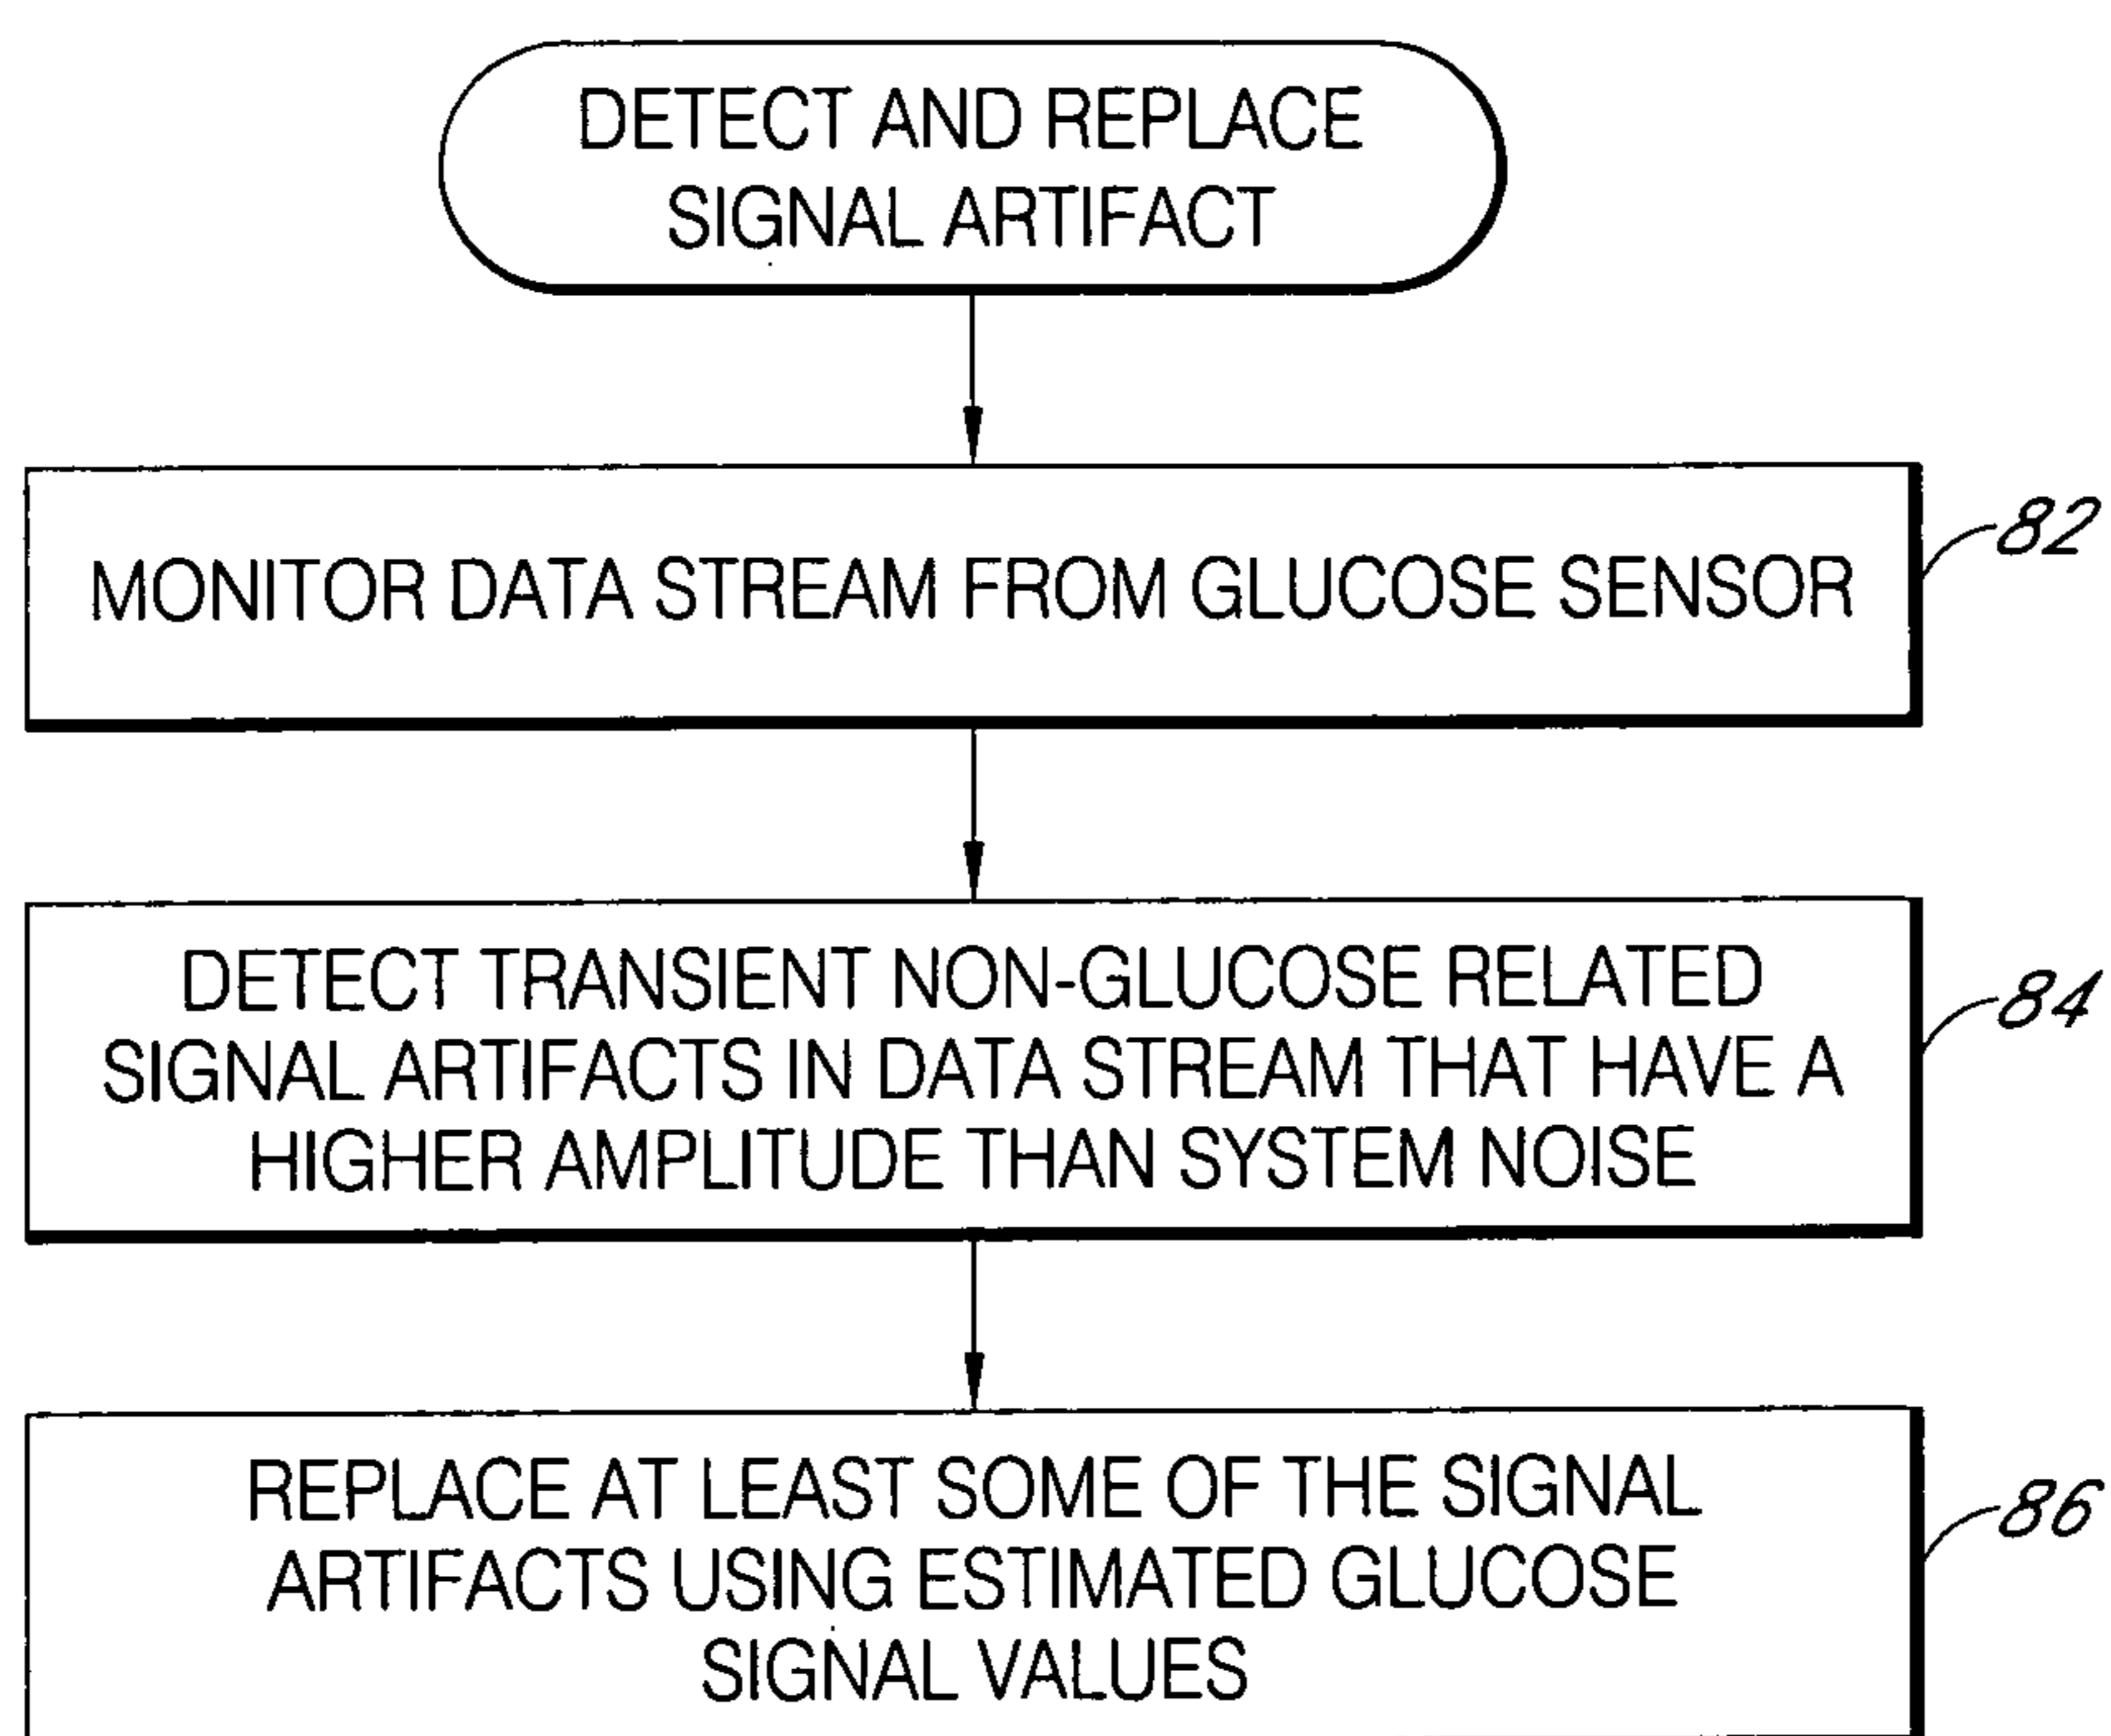 DETECT AND REPLACE
SIGNAL ARTIFACT
MONITOR DATA STREAM FROM GLUCOSE SENSOR
82
DETECT TRANSIENT NON-GLUCOSE RELATED
SIGNAL ARTIFACTS IN DATA STREAM THAT HAVE A
HIGHER AMPLITUDE THAN SYSTEM NOISE
84
REPLACE AT LEAST SOME OF THE SIGNAL
ARTIFACTS USING ESTIMATED GLUCOSE
SIGNAL VALUES
86